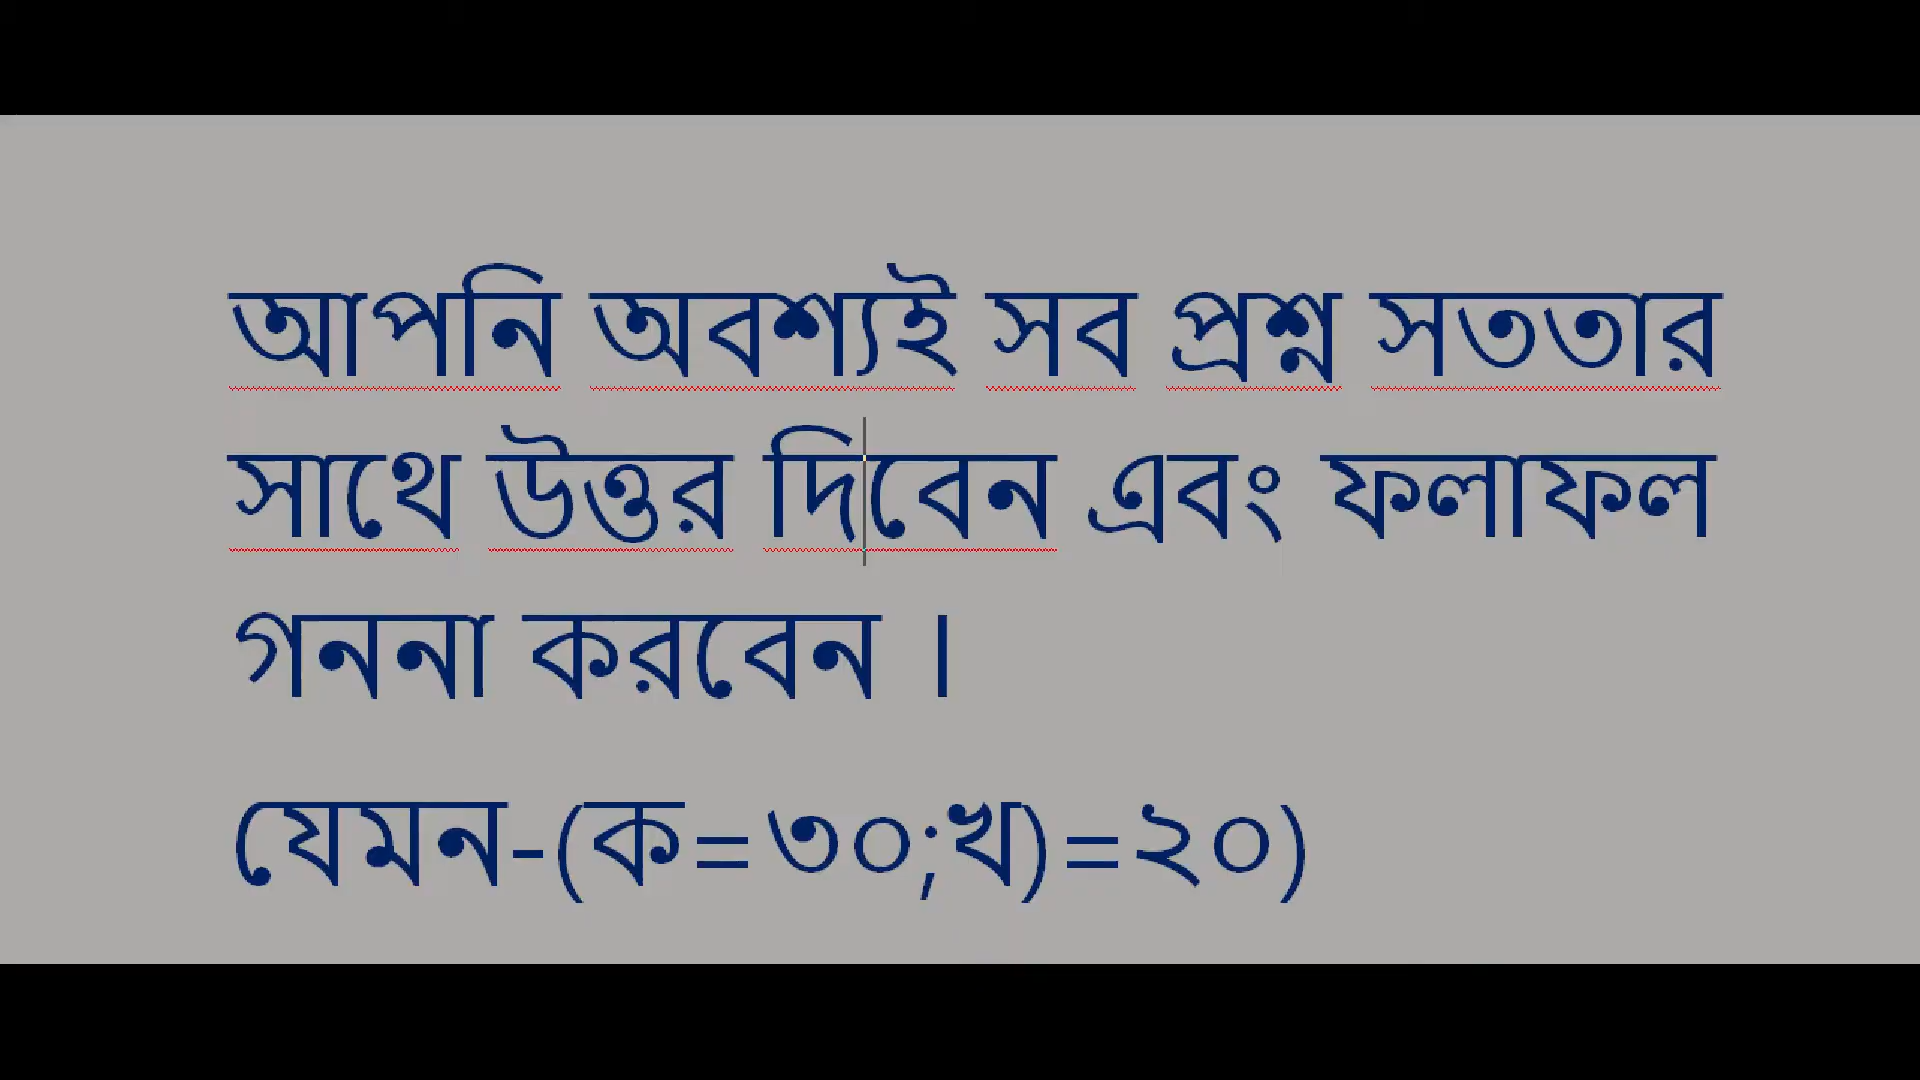 আপনি অবশ্যই সব প্রশ্ন সততার
সাথে উত্তর দিবেন এবং ফলাফল
গননা করবেন ।
যেমন-(ক=৩০;খ)=২০)